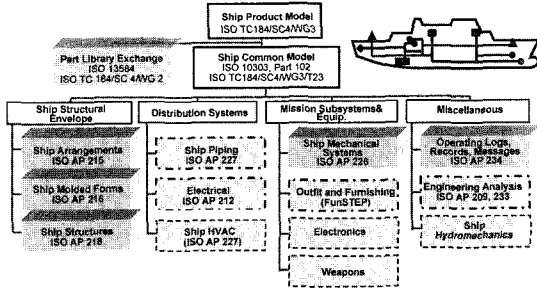 Ship Product Model
ISO TC184/SC4/WG3
Part Library Exchange
ISO 13584
ISO TC 184/SC 4/WG 2
Ship Common Model
ISO 10303, Part 102
ISO TC184/SC4/WG3/T23
Ship Structural
Envelope
Ship Arrangements
ISO AP 215
Ship Molded Forms
ISO AP 216
Ship Structures
ISO AP 218
Distribution Systems
Ship Piping
ISO AP 227
Electrical
ISO AP 212
Ship HVAC
(ISO AP 227)
Mission Subsystems&
Equip.
Ship Mechanical
Systems
ISO AP 226
Outfit and Furnishing
(FunSTEP)
Electronics
Weapons
Miscellaneous
Operating Logs,
Records, Messages
ISO AP 234
Engineering Analysis
ISO AP 209, 233
Ship
Hydromechanics